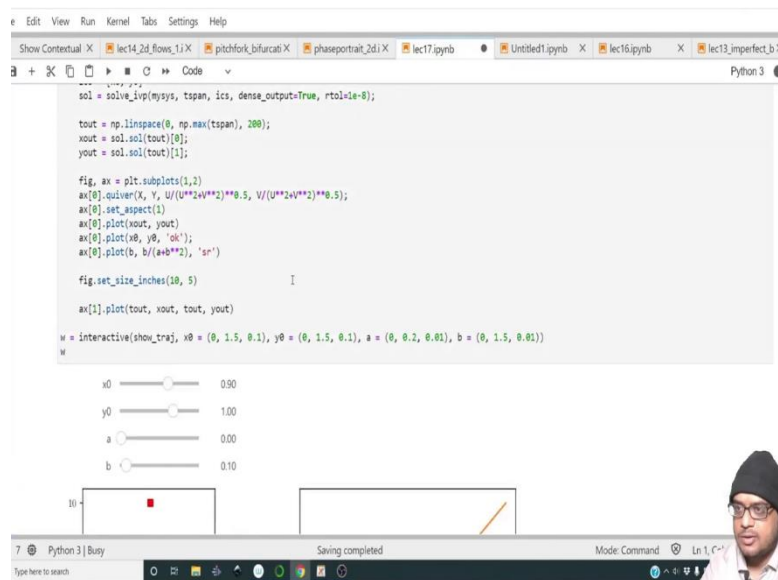 e Edit View Run Kernel Tabs Settings Help
Show Contextual X lec14_2d_flows_1.i X pitchfork_bifurcati X phaseportrait_2d.i X lec17.ipynb ● Untitled1.ipynb X lec16.ipynb X lec13_imperfect_b
Code Python 3
sol = solve_ivp(mysys, tspan, ics, dense_output=True, rtol=1e-8);
tout = np.linspace(0, np.max(tspan), 200);
xout = sol.sol(tout)[0];
yout = sol.sol(tout)[1];
fig, ax = plt.subplots(1,2)
ax[0].quiver(X, Y, U/(U**2+V**2)**0.5, V/(U**2+V**2)**0.5);
ax[0].set_aspect(1)
ax[0].plot(xout, yout)
ax[0].plot(x0, y0, 'ok');
ax[0].plot(b, b/(a+b**2), 'sr')
fig.set_size_inches(10, 5)
ax[1].plot(tout, xout, tout, yout)
w = interactive(show_traj, x0 = (0, 1.5, 0.1), y0 = (0, 1.5, 0.1), a = (0, 0.2, 0.01), b = (0, 1.5, 0.01))
w
x0 0.90
y0 1.00
a 0.00
b 0.10
10
7 Python 3 | Busy Saving completed Mode: Command Ln 1,
Type here to search